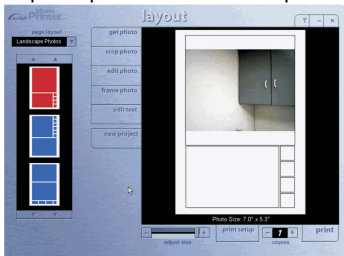 photo
Printer
layout
? – ×
page layout
Landscape Photos
get photo
crop photo
edit photo
frame photo
edit text
new project
Photo Size: 7.0" x 5.3"
– +
adjust size
print setup
– 1 +
copies
print